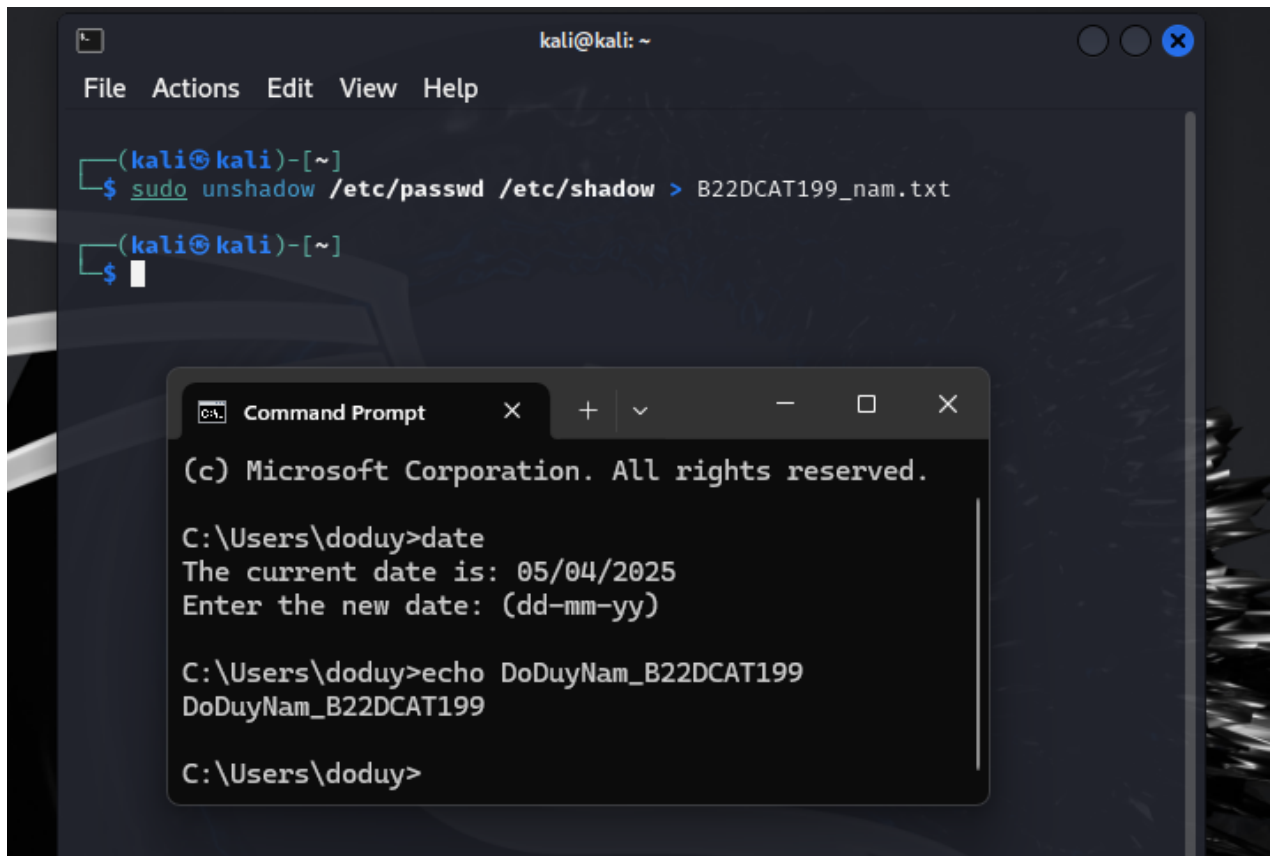 kali@kali: ~
File Actions Edit View Help
┌──(kali㉿kali)-[~]
└─$ sudo unshadow /etc/passwd /etc/shadow > B22DCAT199_nam.txt
┌──(kali㉿kali)-[~]
└─$
Command Prompt
(c) Microsoft Corporation. All rights reserved.
C:\Users\doduy>date
The current date is: 05/04/2025
Enter the new date: (dd-mm-yy)
C:\Users\doduy>echo DoDuyNam_B22DCAT199
DoDuyNam_B22DCAT199
C:\Users\doduy>